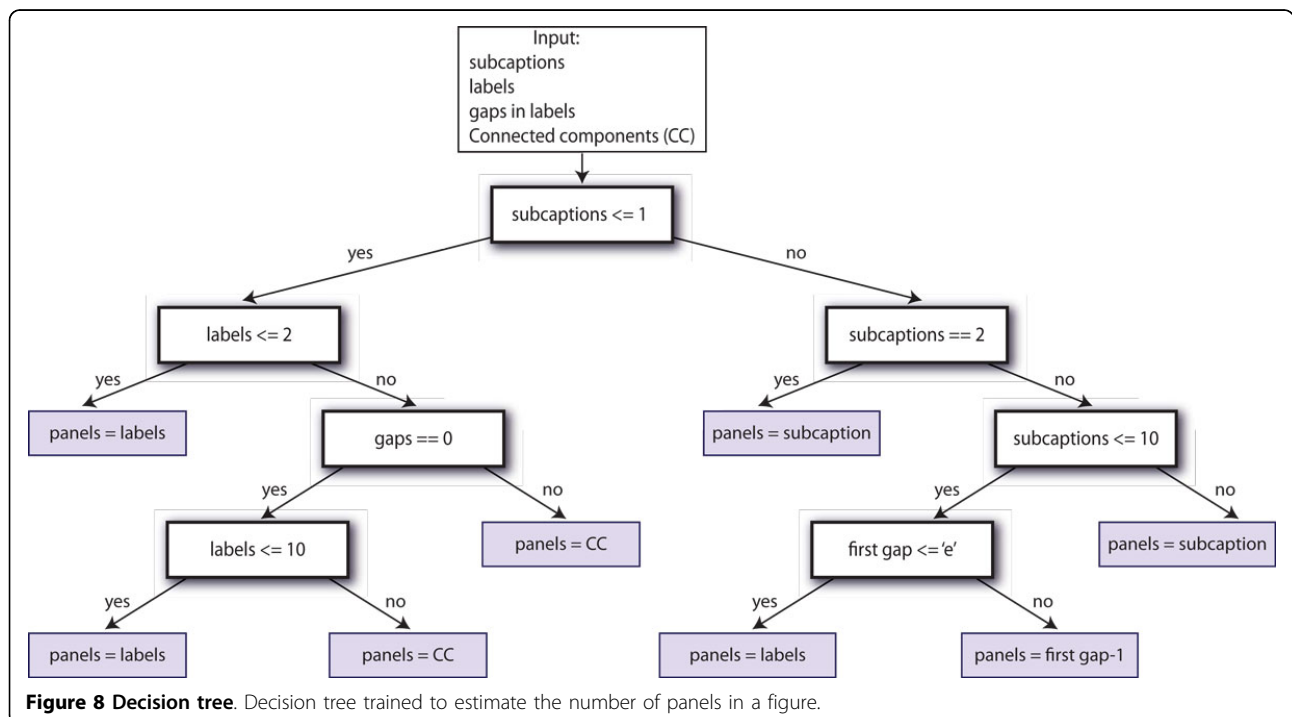 Input:
subcaptions
labels
gaps in labels
Connected components (CC)
subcaptions <= 1
yes
no
labels <= 2
subcaptions == 2
yes
no
yes
no
panels = labels
gaps == 0
panels = subcaption
subcaptions <= 10
yes
no
yes
no
labels <= 10
panels = CC
first gap <= 'e'
panels = subcaption
yes
no
yes
no
panels = labels
panels = CC
panels = labels
panels = first gap-1
Figure 8 Decision tree. Decision tree trained to estimate the number of panels in a figure.